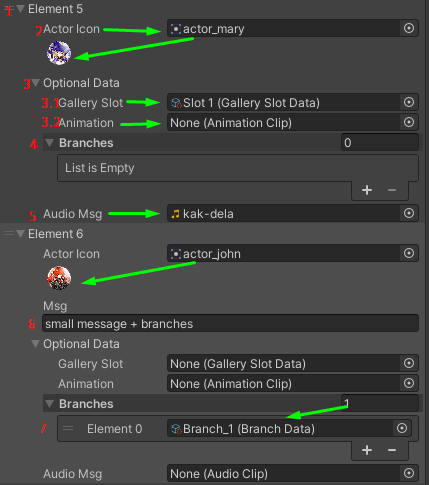 1 Element 5
2 Actor Icon actor_mary
3 Optional Data
3.1 Gallery Slot Slot 1 (Gallery Slot Data)
3.2 Animation None (Animation Clip)
4 Branches 0
List is Empty
+ −
5 Audio Msg kak-dela
Element 6
Actor Icon actor_john
Msg
6 small message + branches
Optional Data
Gallery Slot None (Gallery Slot Data)
Animation None (Animation Clip)
Branches 1
7 Element 0 Branch_1 (Branch Data)
+ −
Audio Msg None (Audio Clip)